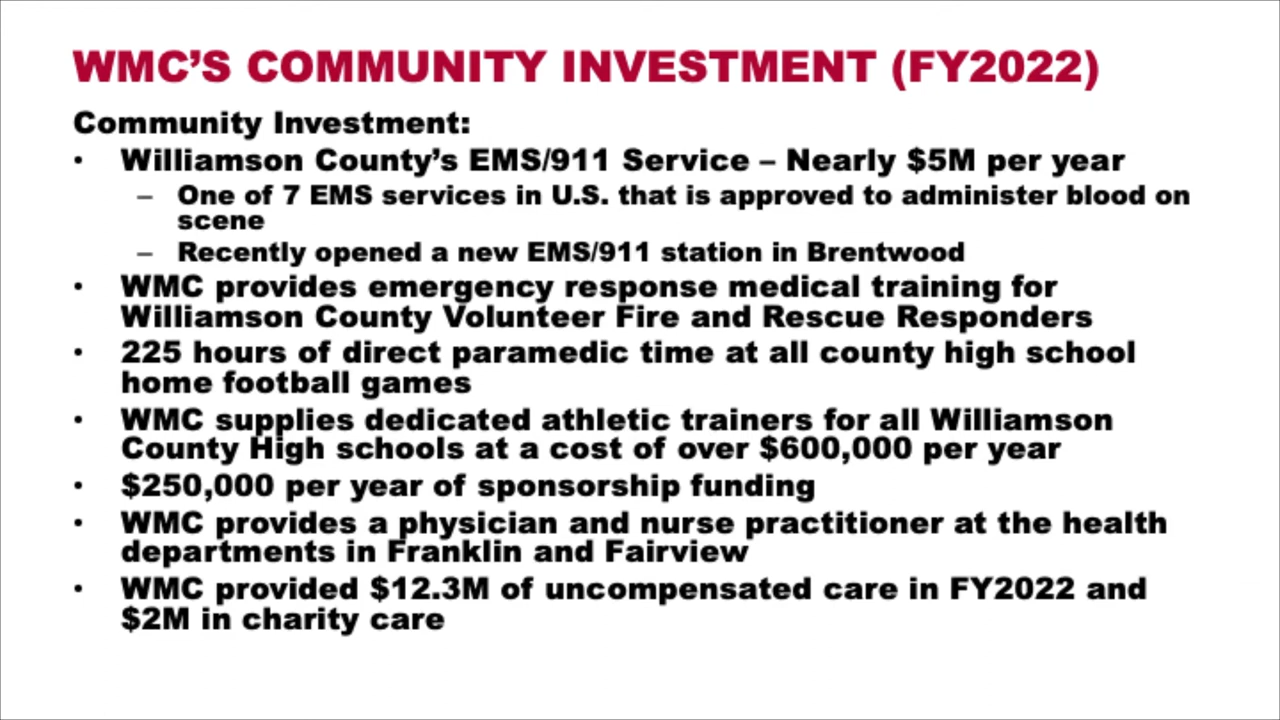 WMC’S COMMUNITY INVESTMENT (FY2022)
Community Investment:
• Williamson County’s EMS/911 Service – Nearly $5M per year
– One of 7 EMS services in U.S. that is approved to administer blood on
scene
– Recently opened a new EMS/911 station in Brentwood
• WMC provides emergency response medical training for
Williamson County Volunteer Fire and Rescue Responders
• 225 hours of direct paramedic time at all county high school
home football games
• WMC supplies dedicated athletic trainers for all Williamson
County High schools at a cost of over $600,000 per year
• $250,000 per year of sponsorship funding
• WMC provides a physician and nurse practitioner at the health
departments in Franklin and Fairview
• WMC provided $12.3M of uncompensated care in FY2022 and
$2M in charity care